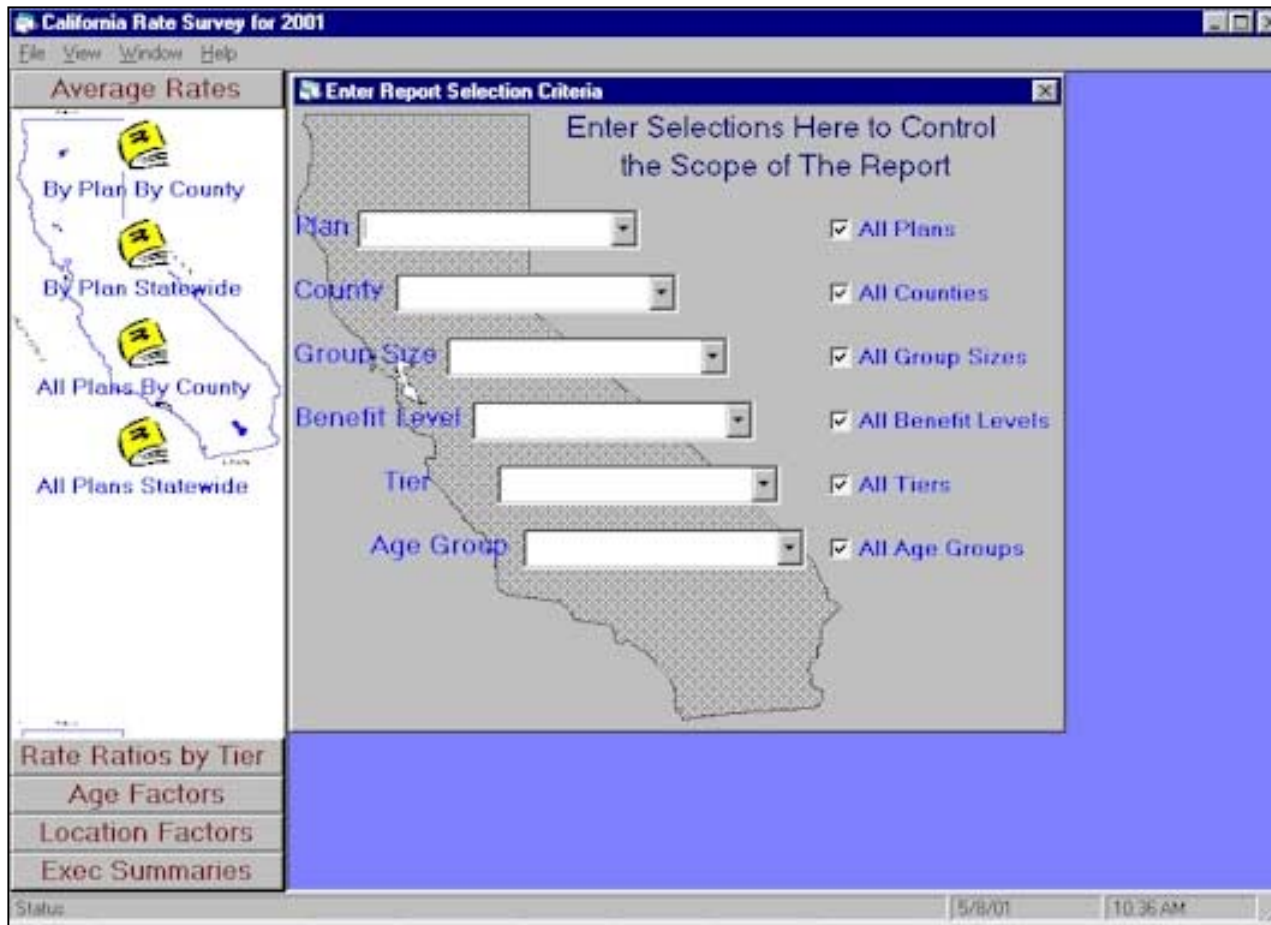 California Rate Survey for 2001
File View Window Help
Average Rates
By Plan By County
By Plan Statewide
All Plans By County
All Plans Statewide
Rate Ratios by Tier
Age Factors
Location Factors
Exec Summaries
Enter Report Selection Criteria
Enter Selections Here to Control
the Scope of The Report
Plan All Plans
County All Counties
Group Size All Group Sizes
Benefit Level All Benefit Levels
Tier All Tiers
Age Group All Age Groups
Status 5/8/01 10:36 AM